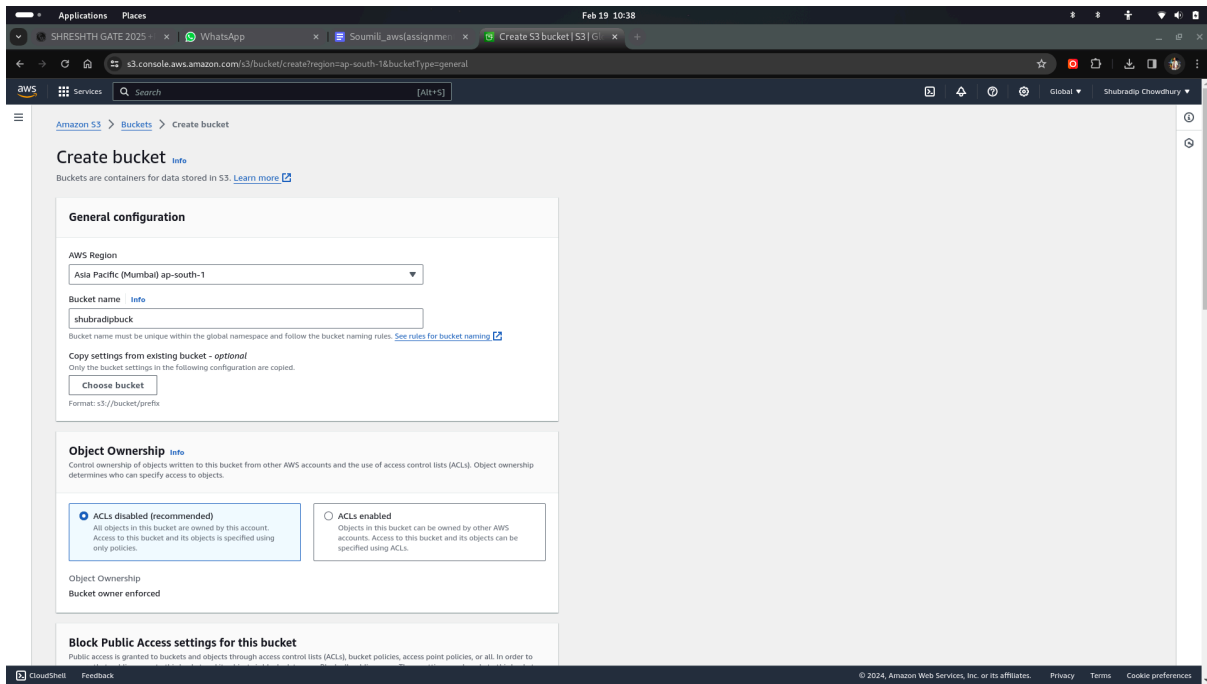 Applications Places Feb 19 10:38
SHRESHTH GATE 2025 WhatsApp Soumili_aws(assignmen Create S3 bucket | S3 | Gl
s3.console.aws.amazon.com/s3/bucket/create?region=ap-south-1&bucketType=general
aws Services Search [Alt+S] Global Shubradip Chowdhury
Amazon S3 > Buckets > Create bucket
Create bucket Info
Buckets are containers for data stored in S3. Learn more
General configuration
AWS Region
Asia Pacific (Mumbai) ap-south-1
Bucket name Info
shubradipbuck
Bucket name must be unique within the global namespace and follow the bucket naming rules. See rules for bucket naming
Copy settings from existing bucket - optional
Only the bucket settings in the following configuration are copied.
Choose bucket
Format: s3://bucket/prefix
Object Ownership Info
Control ownership of objects written to this bucket from other AWS accounts and the use of access control lists (ACLs). Object ownership
determines who can specify access to objects.
ACLs disabled (recommended)
All objects in this bucket are owned by this account.
Access to this bucket and its objects is specified using
only policies.
ACLs enabled
Objects in this bucket can be owned by other AWS
accounts. Access to this bucket and its objects can be
specified using ACLs.
Object Ownership
Bucket owner enforced
Block Public Access settings for this bucket
Public access is granted to buckets and objects through access control lists (ACLs), bucket policies, access point policies, or all. In order to
CloudShell Feedback © 2024, Amazon Web Services, Inc. or its affiliates. Privacy Terms Cookie preferences